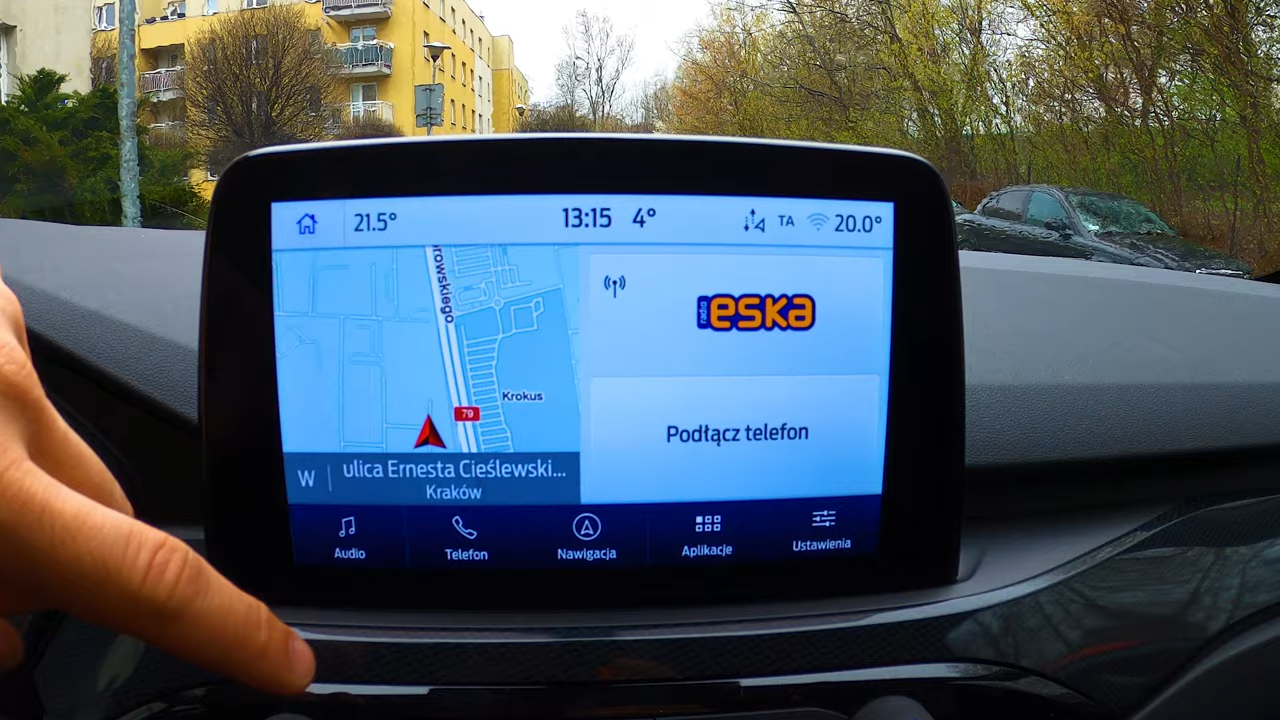 21.5°
13:15 4°
TA 20.0°
rowskiego
79
Krokus
W
ulica Ernesta Cieślewski...
Kraków
radio eska
Podłącz telefon
Audio
Telefon
Nawigacja
Aplikacje
Ustawienia